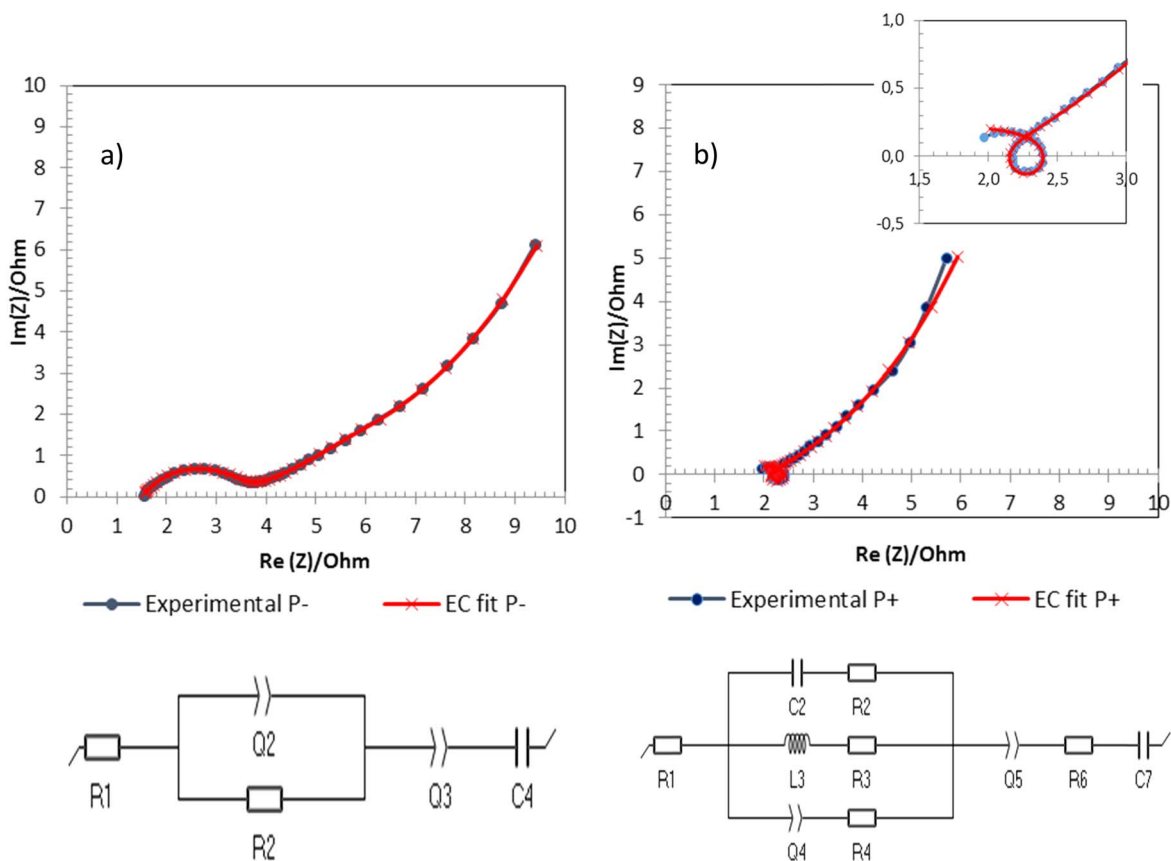 a)
10
9
8
7
6
5
4
3
2
1
0
Im(Z)/Ohm
0 1 2 3 4 5 6 7 8 9 10
Re (Z)/Ohm
Experimental P- EC fit P-
R1
Q2
R2
Q3
C4
b)
9
8
7
6
5
4
3
2
1
0
-1
Im(Z)/Ohm
0 1 2 3 4 5 6 7 8 9 10
Re (Z)/Ohm
1,0
0,5
0,0
-0,5
1,5 2,0 2,5 3,0
Experimental P+ EC fit P+
C2 R2
R1
L3 R3
Q4 R4
Q5 R6 C7